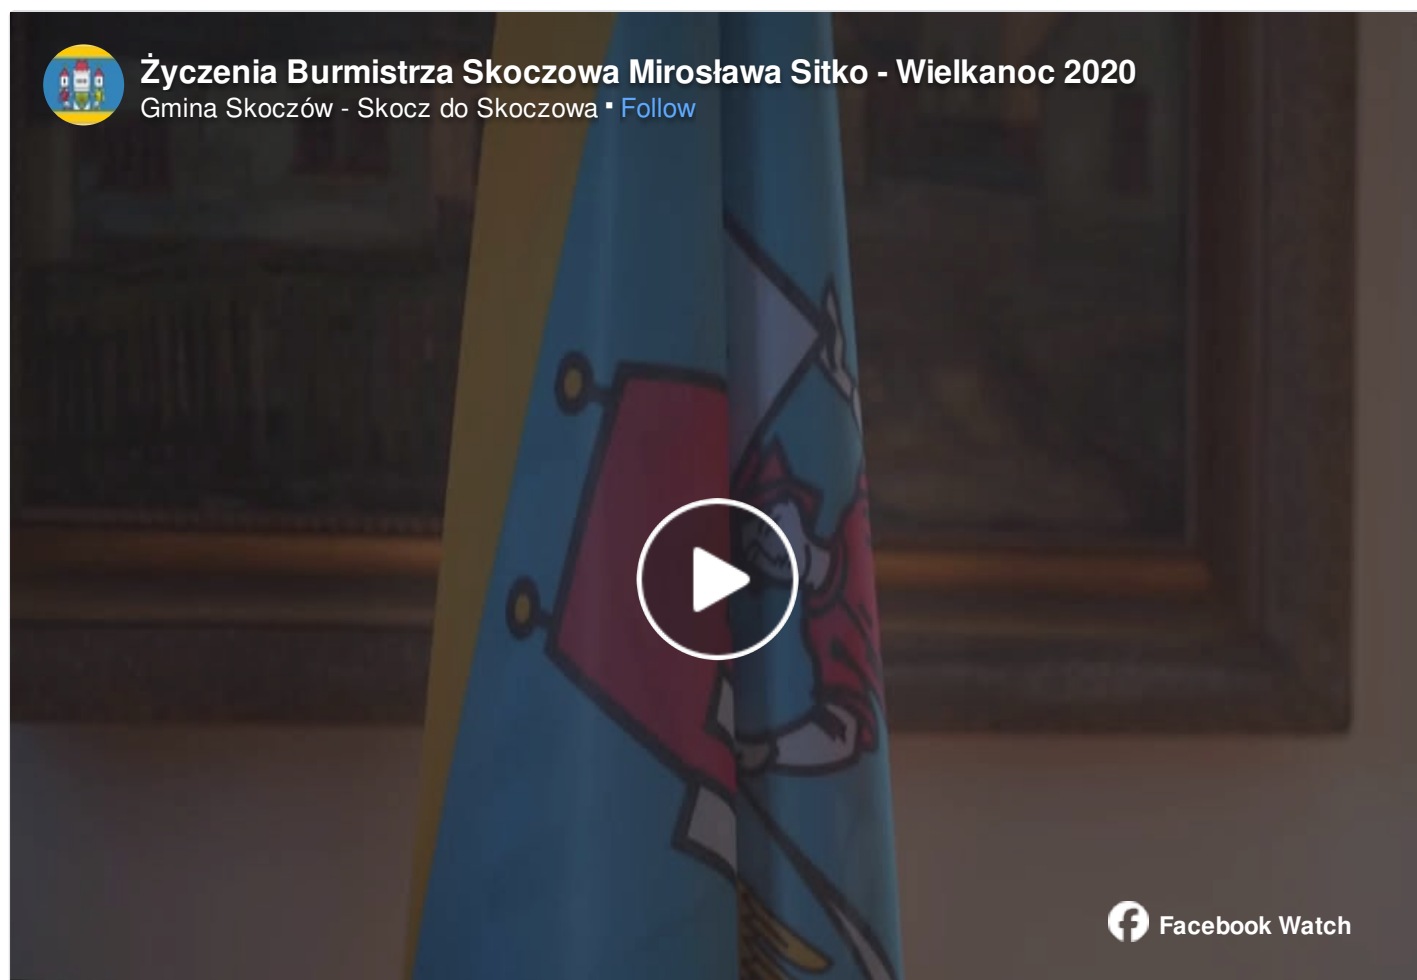 Życzenia Burmistrza Skoczowa Mirosława Sitko - Wielkanoc 2020
Gmina Skoczów - Skocz do Skoczowa · Follow
Facebook Watch